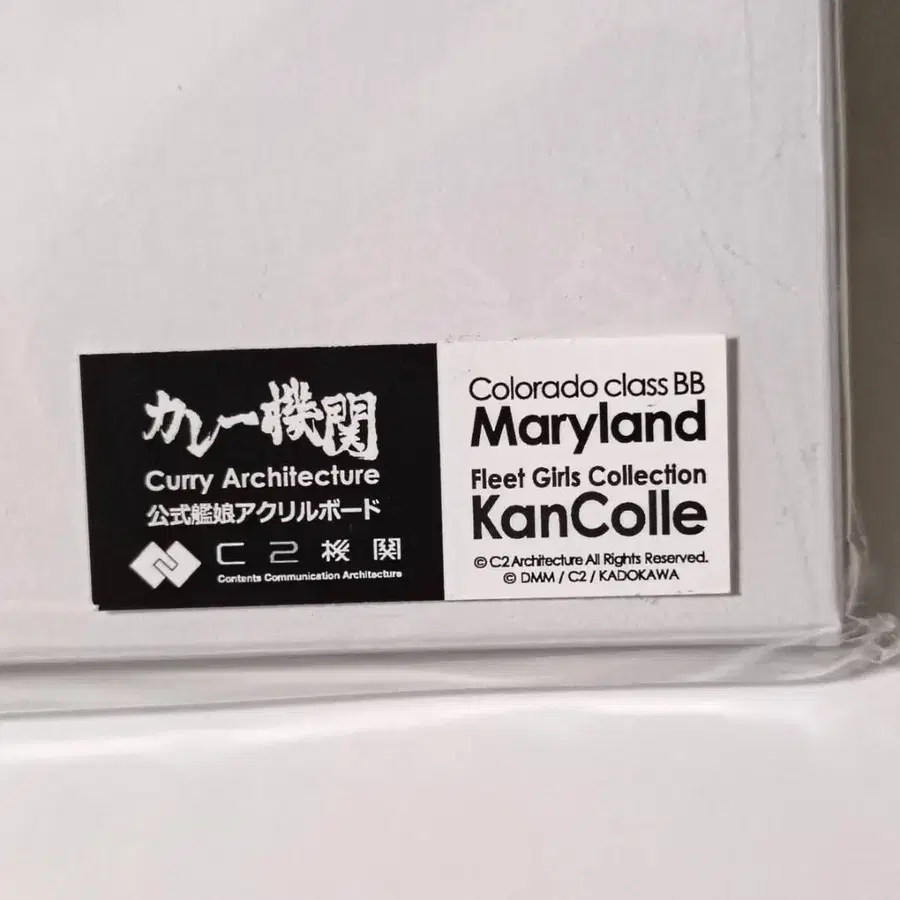 カレー機関
Curry Architecture
公式艦娘アクリルボード
C2機関
Contents Communication Architecture
Colorado class BB
Maryland
Fleet Girls Collection
KanColle
© C2 Architecture All Rights Reserved.
© DMM / C2 / KADOKAWA